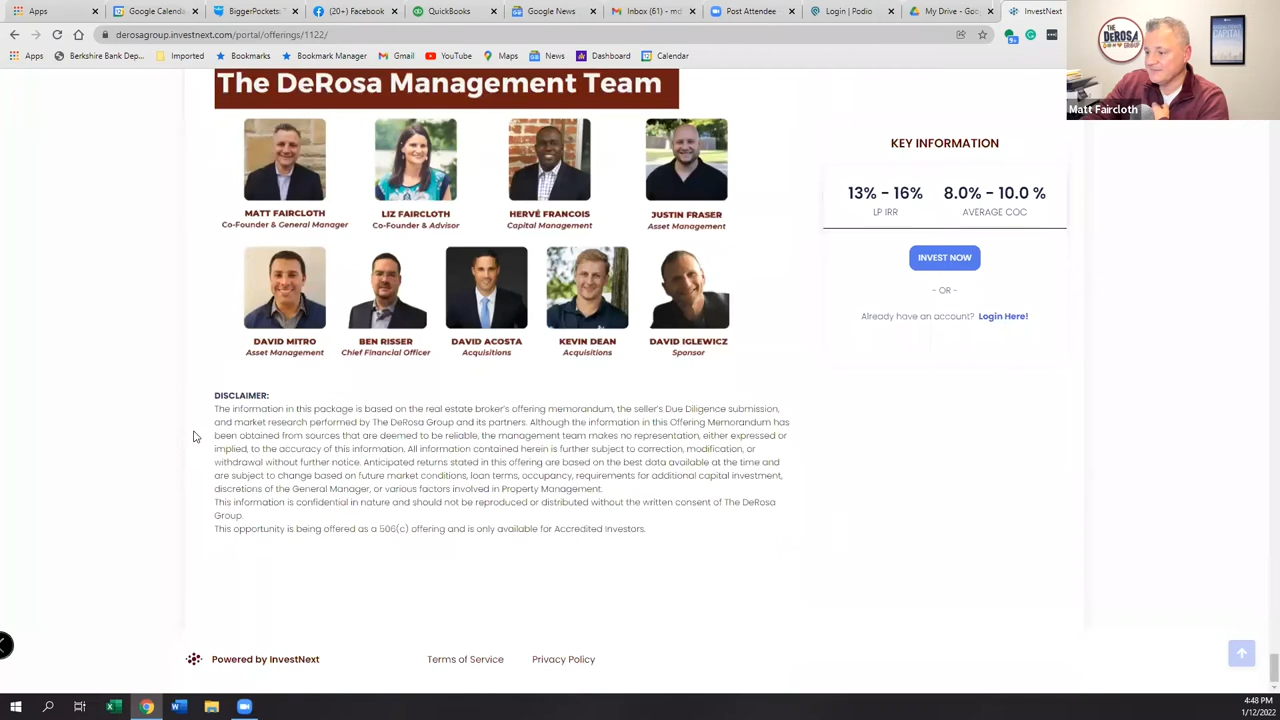 Apps
Google Calendar
BiggerPockets:
(20+) Facebook
QuickBooks
Google News
Inbox (61) - md
Post Attendee
Login | Podio
My Drive - Goo
InvestNext
derosagroup.investnext.com/portal/offerings/1122/
Apps
Berkshire Bank Dep...
Imported
Bookmarks
Bookmark Manager
Gmail
YouTube
Maps
News
Dashboard
Calendar
THE
DEROSA
GROUP
CAPITAL
Matt Faircloth
The DeRosa Management Team
MATT FAIRCLOTH
Co-Founder & General Manager
LIZ FAIRCLOTH
Co-Founder & Advisor
HERVÉ FRANCOIS
Capital Management
JUSTIN FRASER
Asset Management
DAVID MITRO
Asset Management
BEN RISSER
Chief Financial Officer
DAVID ACOSTA
Acquisitions
KEVIN DEAN
Acquisitions
DAVID IGLEWICZ
Sponsor
KEY INFORMATION
13% - 16%
LP IRR
8.0% - 10.0 %
AVERAGE COC
INVEST NOW
- OR -
Already have an account? Login Here!
DISCLAIMER:
The information in this package is based on the real estate broker's offering memorandum, the seller's Due Diligence submission,
and market research performed by The DeRosa Group and its partners. Although the information in this Offering Memorandum has
been obtained from sources that are deemed to be reliable, the management team makes no representation, either expressed or
implied, to the accuracy of this information. All information contained herein is further subject to correction, modification, or
withdrawal without further notice. Anticipated returns stated in this offering are based on the best data available at the time and
are subject to change based on future market conditions, loan terms, occupancy, requirements for additional capital investment,
discretions of the General Manager, or various factors involved in Property Management.
This information is confidential in nature and should not be reproduced or distributed without the written consent of The DeRosa
Group.
This opportunity is being offered as a 506(c) offering and is only available for Accredited Investors.
Powered by InvestNext
Terms of Service
Privacy Policy
4:48 PM
1/12/2022